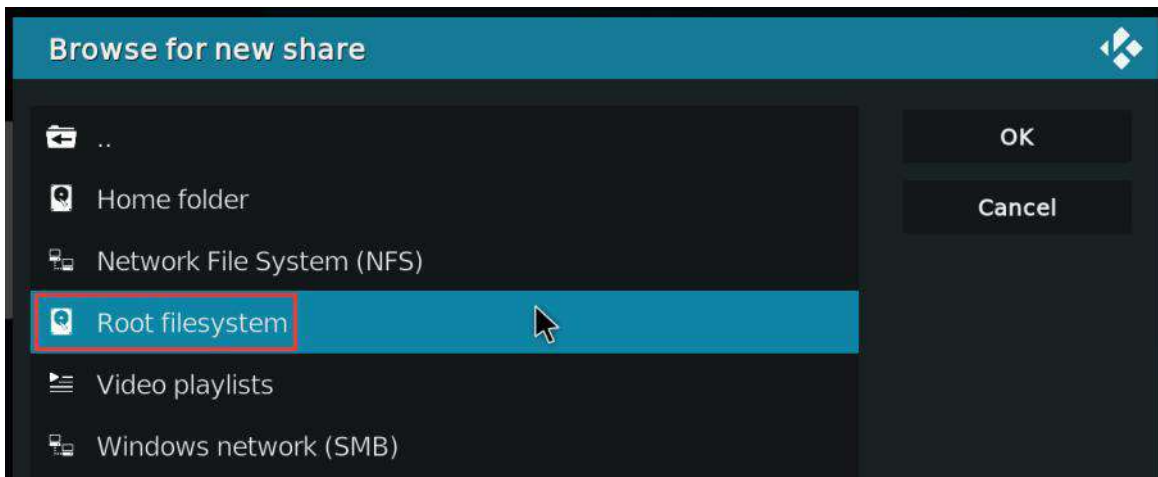 Browse for new share
..
OK
Home folder
Cancel
Network File System (NFS)
Root filesystem
Video playlists
Windows network (SMB)